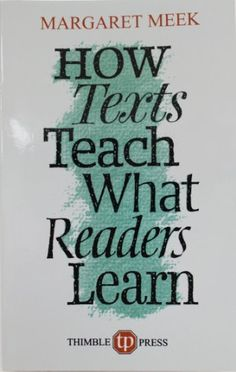 MARGARET MEEK
HOW
Texts
Teach
What
Readers
Learn
THIMBLE tp PRESS